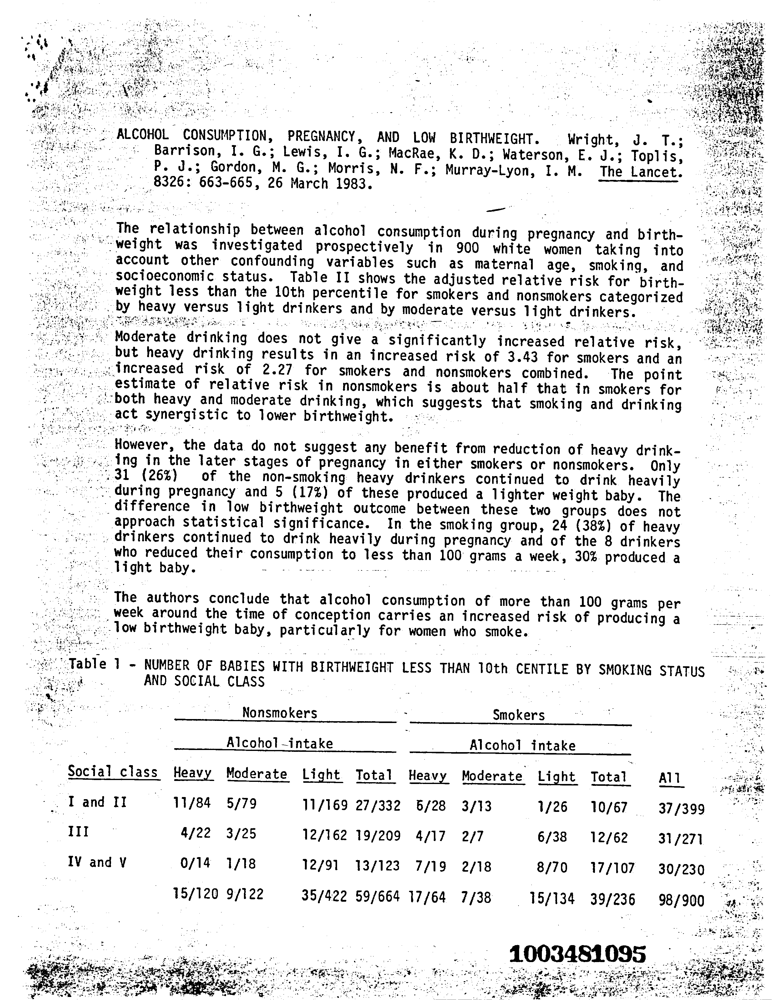 ALCOHOL CONSUMPTION, PREGNANCY, AND LOW BIRTHWEIGHT. Wright, J. T.;
Barrison, I. G.; Lewis, I. G.; MacRae, K. D.; Waterson, E. J.; Toplis,
P. J.; Gordon, M. G.; Morris, N. F.; Murray-Lyon, I. M. The Lancet.
8326: 663-665, 26 March 1983.
The relationship between alcohol consumption during pregnancy and birth-
weight was investigated prospectively in 900 white women taking into
account other confounding variables such as maternal age, smoking, and
socioeconomic status. Table II shows the adjusted relative risk for birth-
weight less than the 10th percentile for smokers and nonsmokers categorized
by heavy versus light drinkers and by moderate versus light drinkers.
Moderate drinking does not give a significantly increased relative risk,
but heavy drinking results in an increased risk of 3.43 for smokers and an
increased risk of 2.27 for smokers and nonsmokers combined. The point
estimate of relative risk in nonsmokers is about half that in smokers for
both heavy and moderate drinking, which suggests that smoking and drinking
act synergistic to lower birthweight.
However, the data do not suggest any benefit from reduction of heavy drink-
ing in the later stages of pregnancy in either smokers or nonsmokers. Only
31 (26%) of the non-smoking heavy drinkers continued to drink heavily
during pregnancy and 5 (17%) of these produced a lighter weight baby. The
difference in low birthweight outcome between these two groups does not
approach statistical significance. In the smoking group, 24 (38%) of heavy
drinkers continued to drink heavily during pregnancy and of the 8 drinkers
who reduced their consumption to less than 100 grams a week, 30% produced a
light baby.
The authors conclude that alcohol consumption of more than 100 grams per
week around the time of conception carries an increased risk of producing a
low birthweight baby, particularly for women who smoke.
Table 1 - NUMBER OF BABIES WITH BIRTHWEIGHT LESS THAN 10th CENTILE BY SMOKING STATUS
AND SOCIAL CLASS
Nonsmokers Smokers
Alcohol intake Alcohol intake
Social class Heavy Moderate Light Total Heavy Moderate Light Total All
I and II 11/84 5/79 11/169 27/332 6/28 3/13 1/26 10/67 37/399
III 4/22 3/25 12/162 19/209 4/17 2/7 6/38 12/62 31/271
IV and V 0/14 1/18 12/91 13/123 7/19 2/18 8/70 17/107 30/230
15/120 9/122 35/422 59/664 17/64 7/38 15/134 39/236 98/900
1003481095